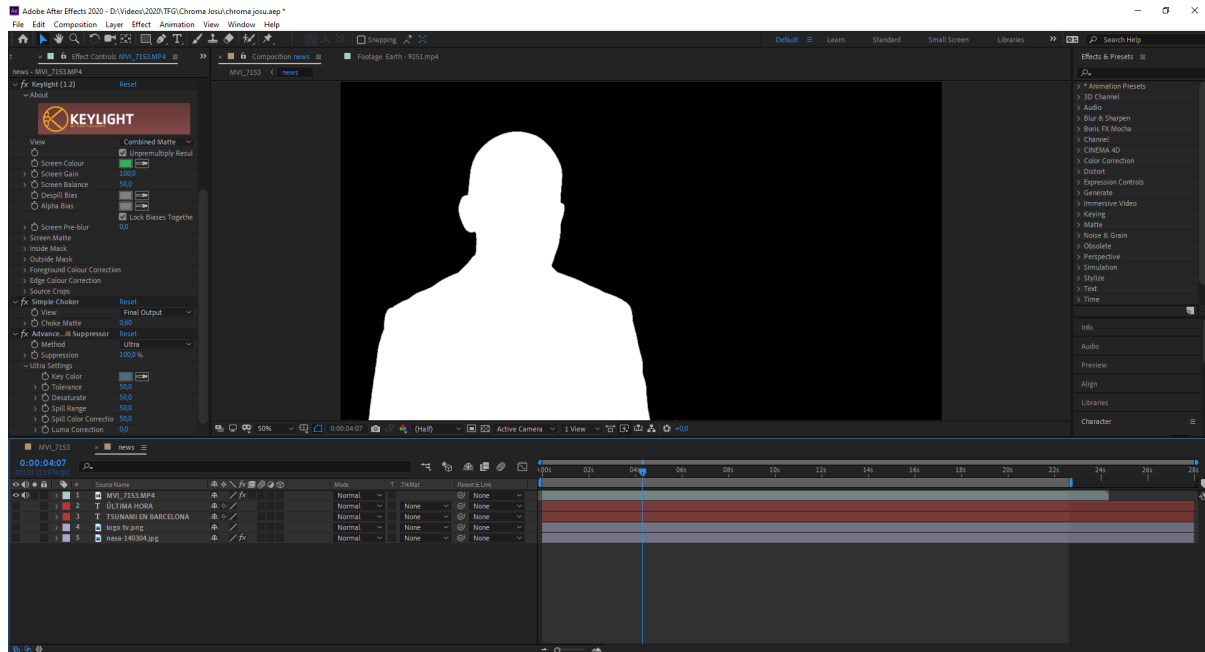 Adobe After Effects 2020 - D:\Videos\2020\TFG\Chroma Josu\chroma josu.aep *
File Edit Composition Layer Effect Animation View Window Help
Snapping
Default Learn Standard Small Screen Libraries Search Help
Effect Controls MVI_7153.MP4
Composition news
Footage Earth - 9251.mp4
Effects & Presets
news • MVI_7153.MP4
MVI_7153 < news
fx Keylight (1.2) Reset
About
KEYLIGHT
View Combined Matte
Unpremultiply Resul
Screen Colour
Screen Gain 100,0
Screen Balance 50,0
Despill Bias
Alpha Bias
Lock Biases Togethe
Screen Pre-blur 0,0
Screen Matte
Inside Mask
Outside Mask
Foreground Colour Correction
Edge Colour Correction
Source Crops
fx Simple Choker Reset
View Final Output
Choke Matte 0,60
fx Advance...ill Suppressor Reset
Method Ultra
Suppression 100,0 %
Ultra Settings
Key Color
Tolerance 50,0
Desaturate 50,0
Spill Range 50,0
Spill Color Correctio 50,0
Luma Correction 0,0
* Animation Presets
3D Channel
Audio
Blur & Sharpen
Boris FX Mocha
Channel
CINEMA 4D
Color Correction
Distort
Expression Controls
Generate
Immersive Video
Keying
Matte
Noise & Grain
Obsolete
Perspective
Simulation
Stylize
Text
Time
Info
Audio
Preview
Align
Libraries
Character
50% 0:00:04:07 (Half) Active Camera 1 View +0,0
MVI_7153 news
0:00:04:07
# Source Name Mode T .TrkMat Parent & Link
1 MVI_7153.MP4 fx Normal None
2 T ÚLTIMA HORA Normal None None
3 T TSUNAMI EN BARCELONA Normal None None
4 logo tv.png Normal None None
5 nasa-140304.jpg fx Normal None None
02s 06s 08s 10s 12s 14s 16s 18s 20s 22s 24s 26s 28s